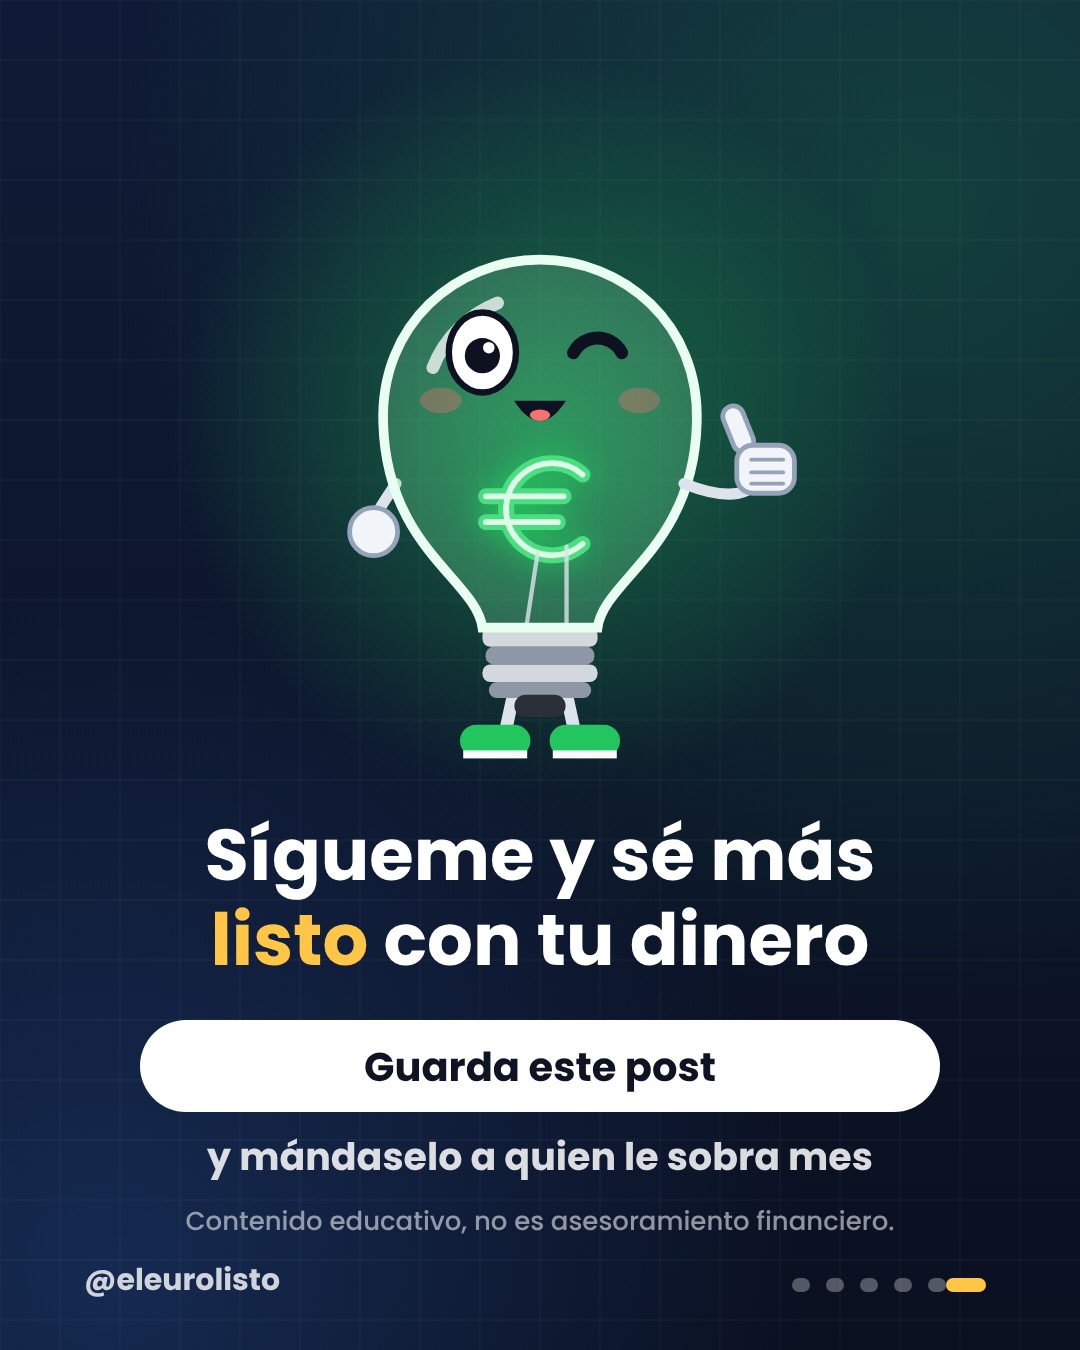 €
Sígueme y sé más
listo con tu dinero
Guarda este post
y mándaselo a quien le sobra mes
Contenido educativo, no es asesoramiento financiero.
@eleurolisto